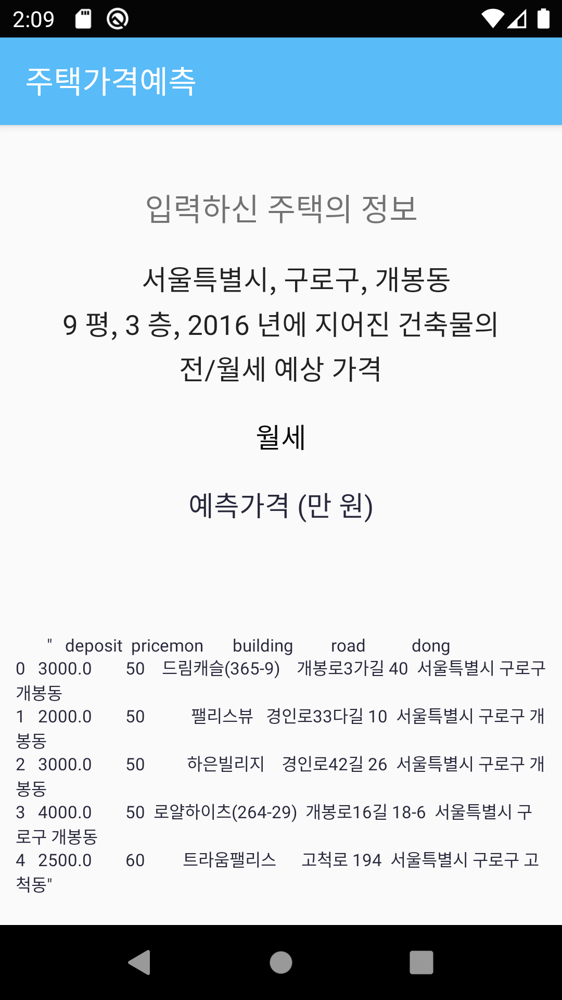 2:09
주택가격예측
입력하신 주택의 정보
서울특별시, 구로구, 개봉동
9 평, 3 층, 2016 년에 지어진 건축물의
전/월세 예상 가격
월세
예측가격 (만 원)
" deposit pricemon building road dong
0 3000.0 50 드림캐슬(365-9) 개봉로3가길 40 서울특별시 구로구
개봉동
1 2000.0 50 팰리스뷰 경인로33다길 10 서울특별시 구로구 개
봉동
2 3000.0 50 하은빌리지 경인로42길 26 서울특별시 구로구 개
봉동
3 4000.0 50 로얄하이츠(264-29) 개봉로16길 18-6 서울특별시 구
로구 개봉동
4 2500.0 60 트라움팰리스 고척로 194 서울특별시 구로구 고
척동"